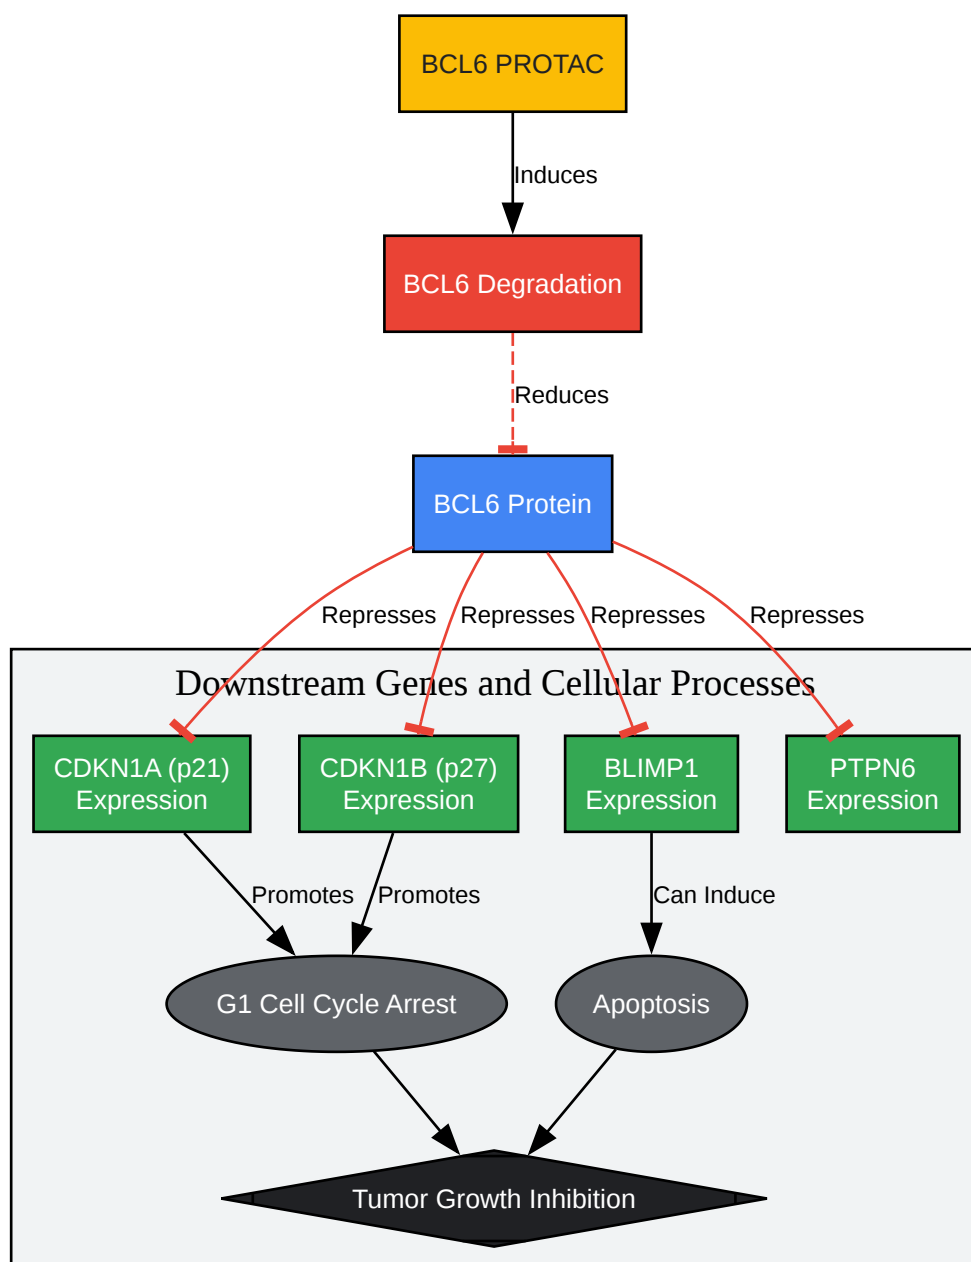 BCL6 PROTAC
Induces
BCL6 Degradation
Reduces
BCL6 Protein
Represses
Represses
Represses
Represses
Downstream Genes and Cellular Processes
CDKN1A (p21)
Expression
CDKN1B (p27)
Expression
BLIMP1
Expression
PTPN6
Expression
Promotes
Promotes
Can Induce
G1 Cell Cycle Arrest
Apoptosis
Tumor Growth Inhibition